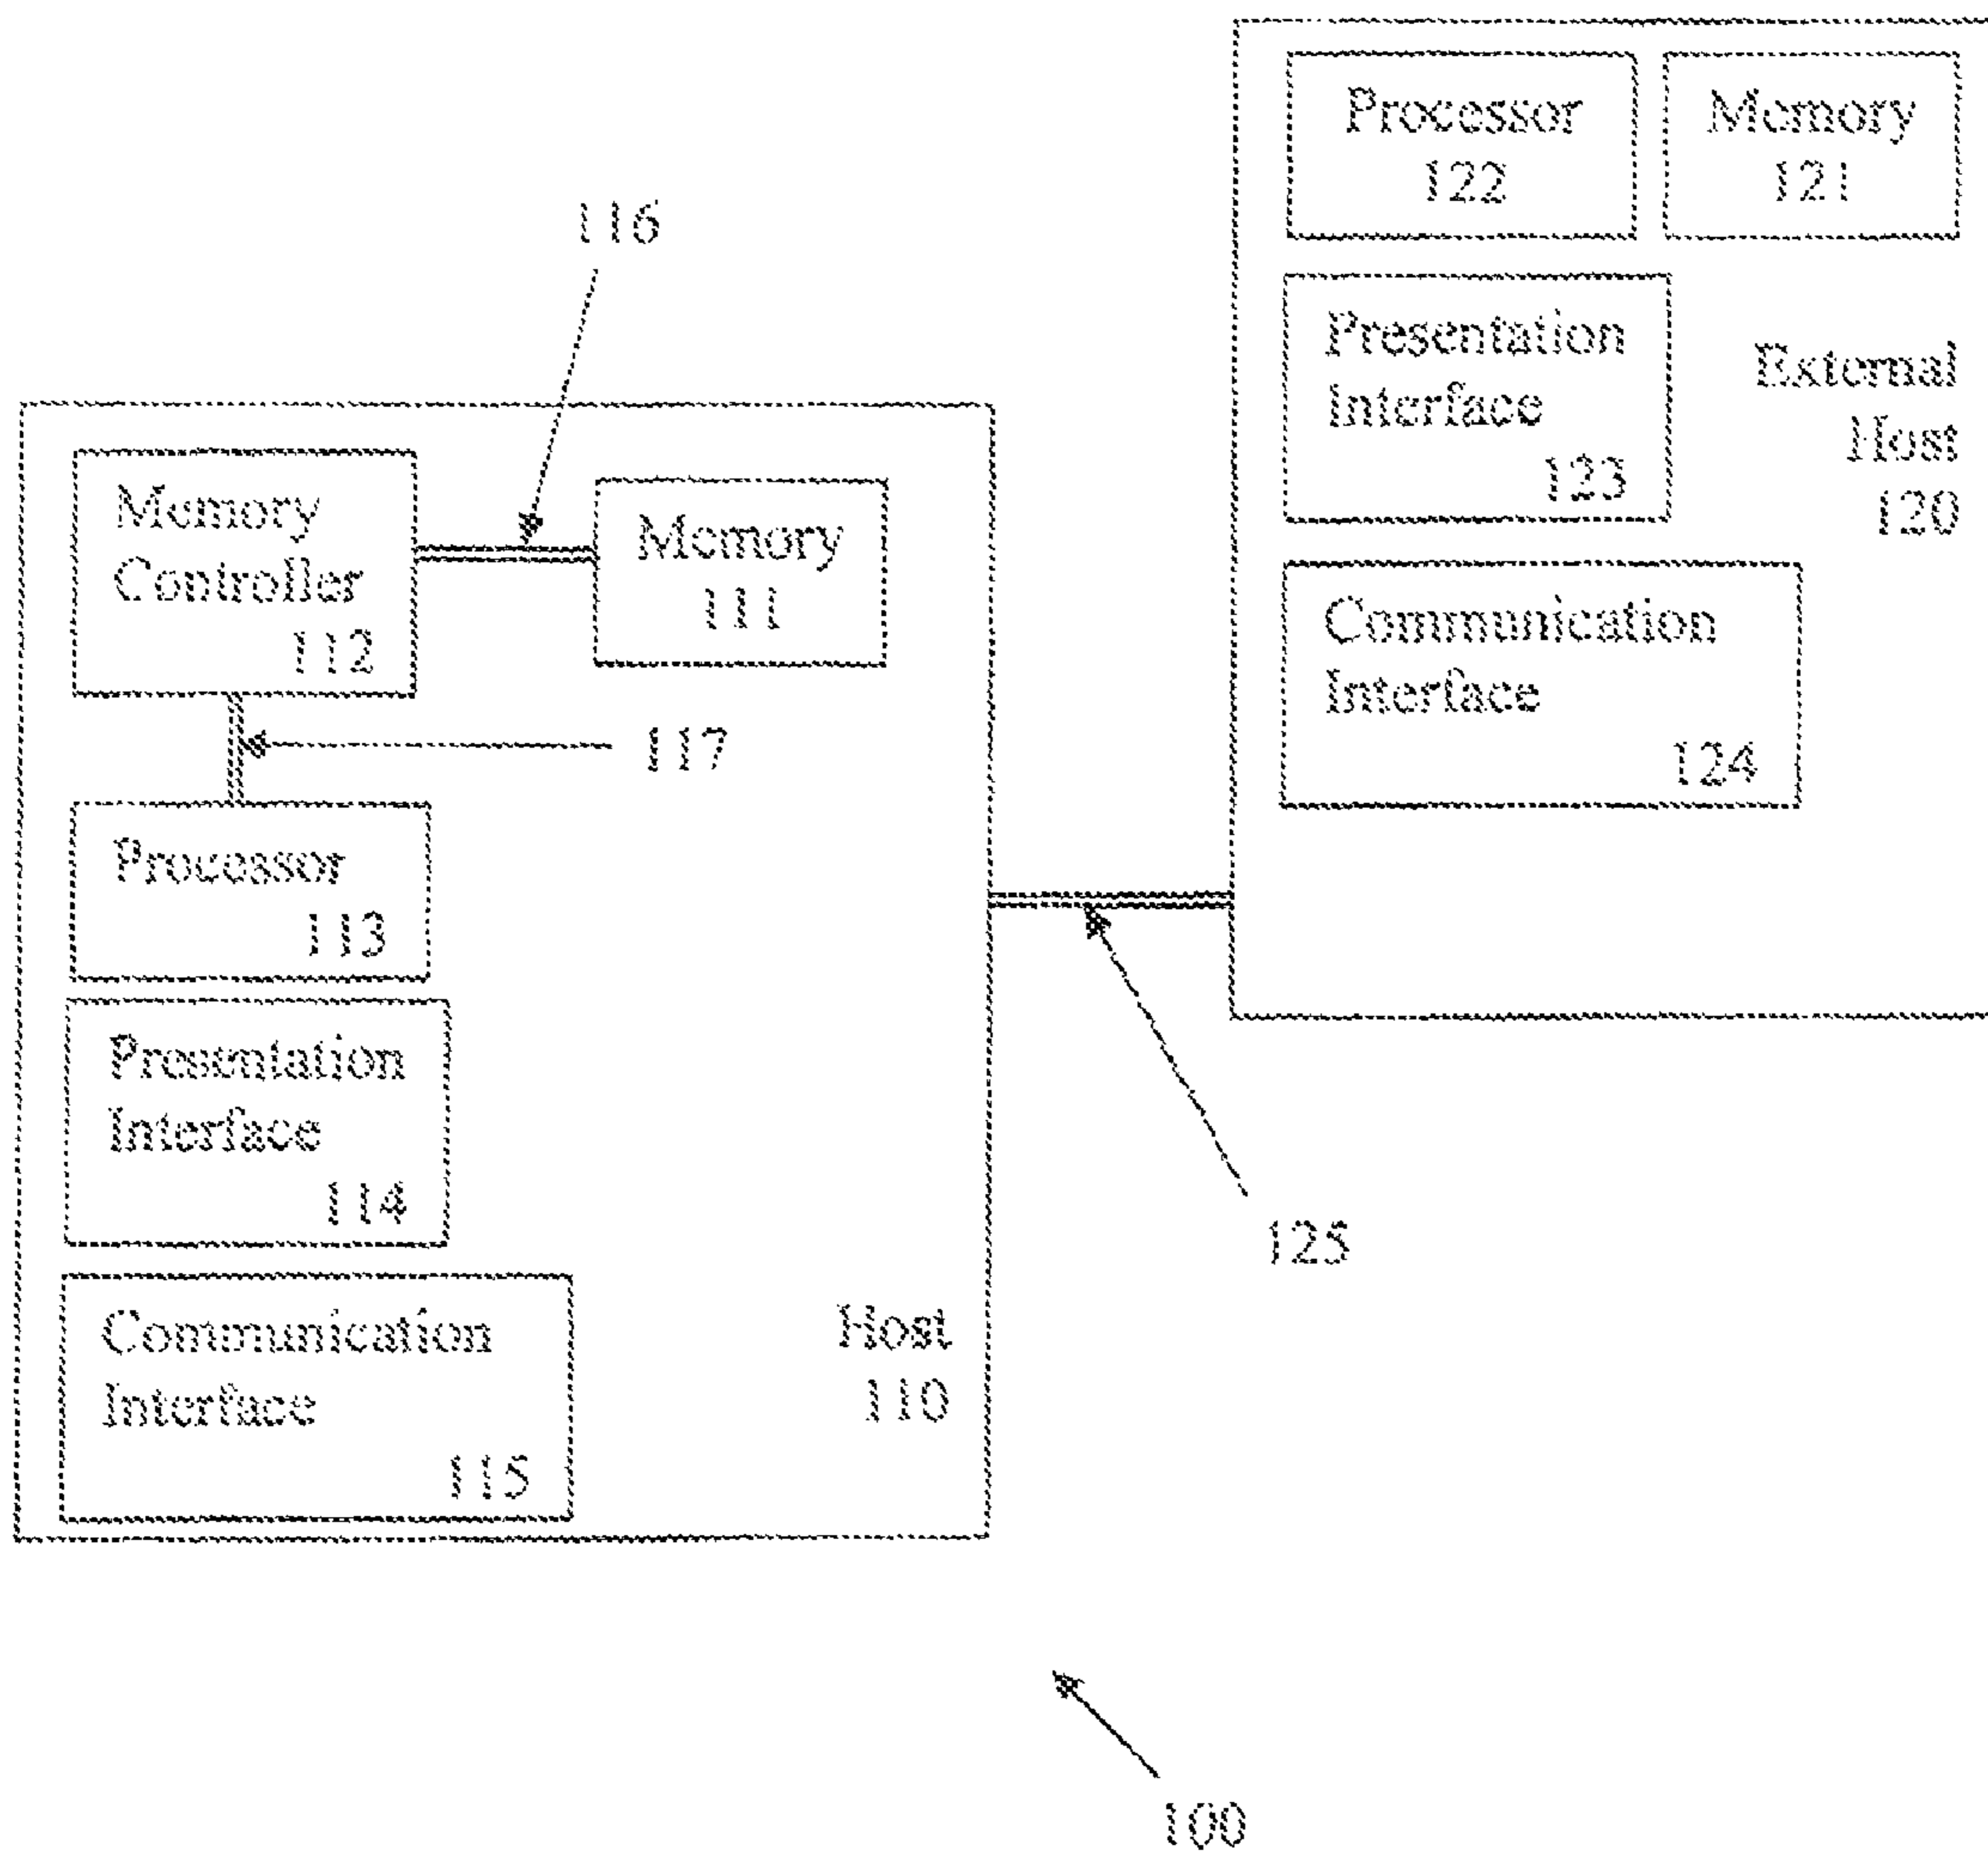 Processor
122
Memory
121
116
Presentation
Interface
123
External
Host
120
Memory
Controller
112
Memory
111
Communication
Interface
124
117
Processor
113
Presentation
Interface
114
125
Communication
Interface
115
Host
110
100